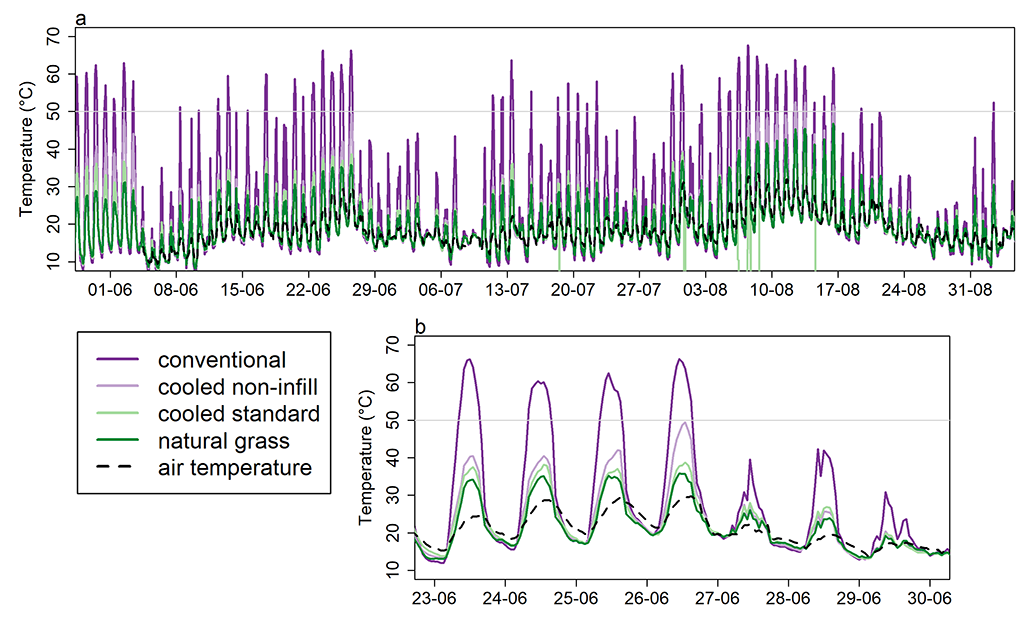 a
Temperature (°C)
70
60
50
40
30
20
10
01-06 08-06 15-06 22-06 29-06 06-07 13-07 20-07 27-07 03-08 10-08 17-08 24-08 31-08
conventional
cooled non-infill
cooled standard
natural grass
air temperature
b
Temperature (°C)
70
60
50
40
30
20
10
23-06 24-06 25-06 26-06 27-06 28-06 29-06 30-06